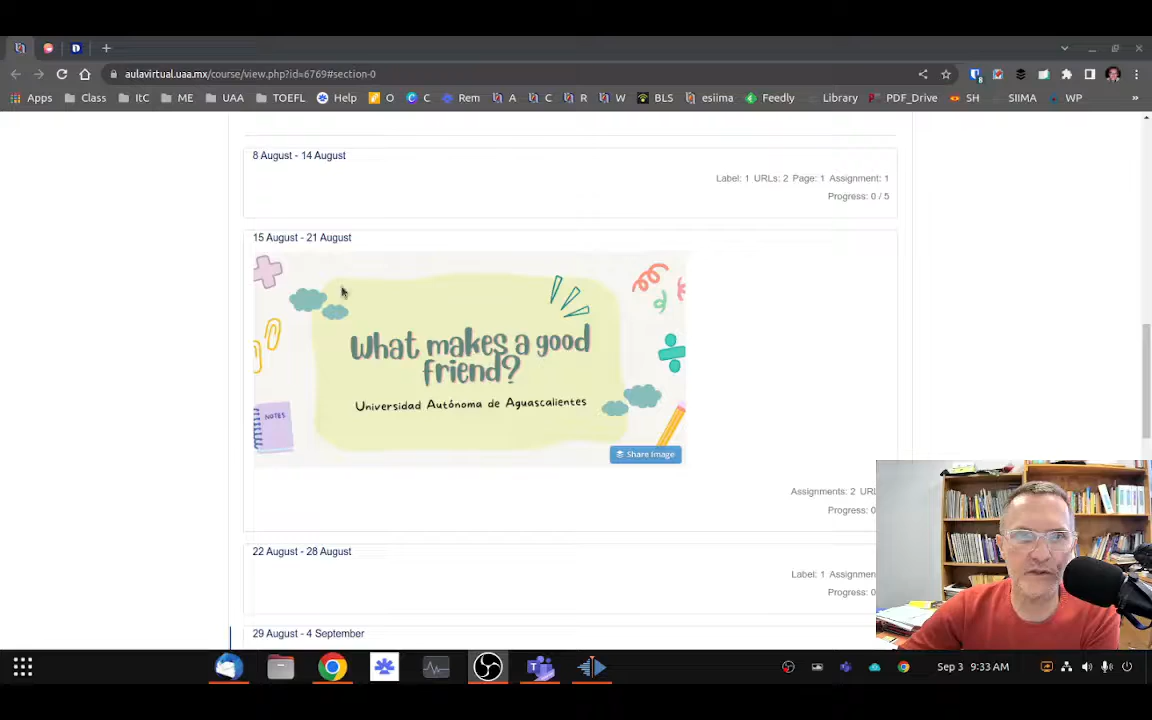 aulavirtual.uaa.mx/course/view.php?id=6769#section-0
Apps Class ItC ME UAA TOEFL Help O C Rem A C R W BLS esiima Feedly Library PDF_Drive SH SIIMA WP »
8 August - 14 August
Label: 1 URLs: 2 Page: 1 Assignment: 1
Progress: 0 / 5
15 August - 21 August
What makes a good
friend?
Universidad Autónoma de Aguascalientes
NOTES
Share Image
Assignments: 2 URL
Progress: 0
22 August - 28 August
Label: 1 Assignmen
Progress: 0
29 August - 4 September
Sep 3 9:33 AM